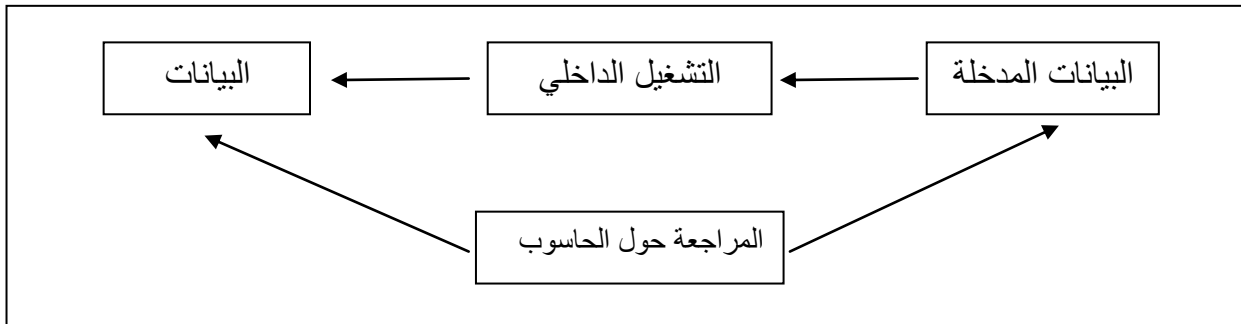 البيانات المدخلة
التشغيل الداخلي
البيانات
المراجعة حول الحاسوب